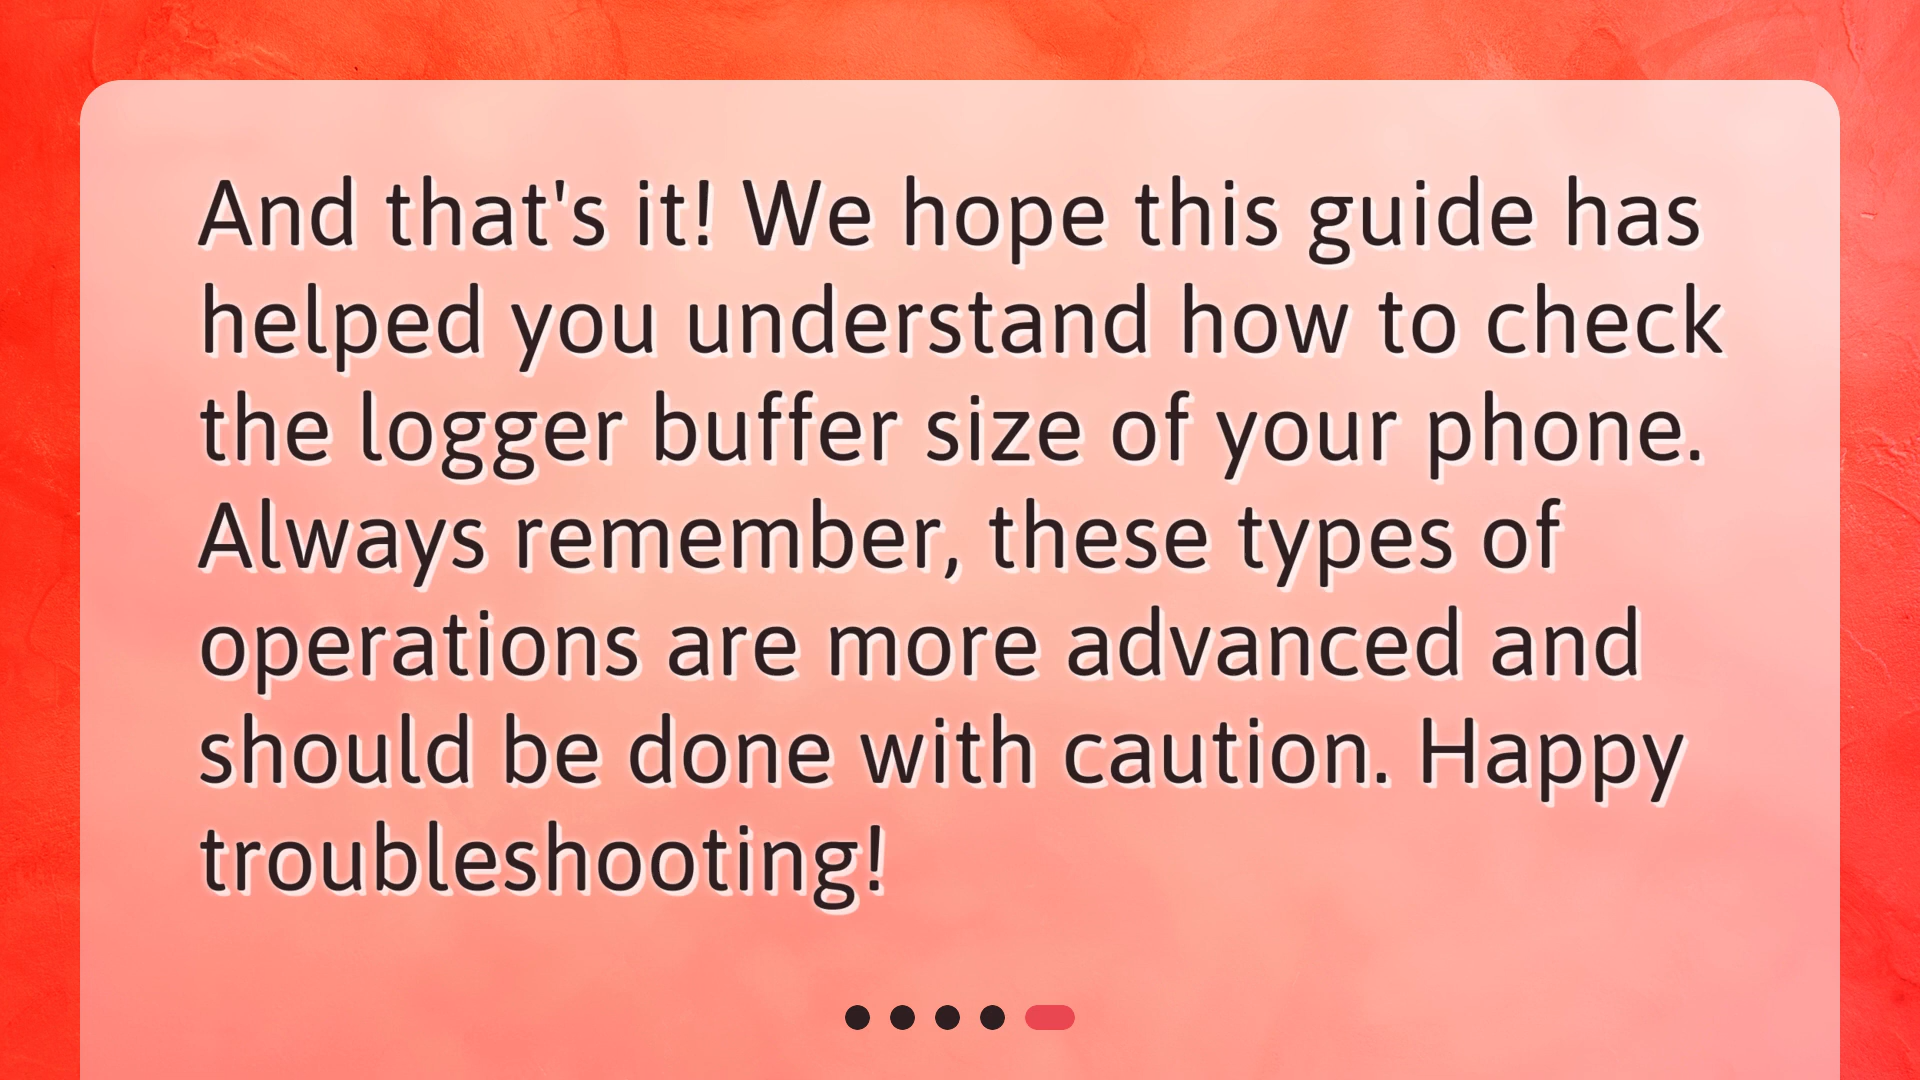 And that's it! We hope this guide has
helped you understand how to check
the logger buffer size of your phone.
Always remember, these types of
operations are more advanced and
should be done with caution. Happy
troubleshooting!